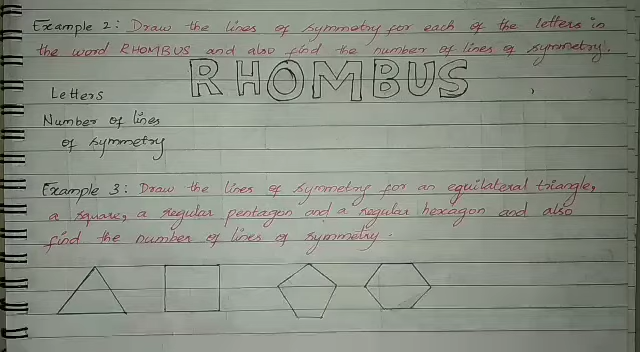 Example 2: Draw the lines of symmetry for each of the letters in
the word RHOMBUS and also find the number of lines of symmetry.
Letters RHOMBUS
Number of lines
of symmetry
Example 3: Draw the lines of symmetry for an equilateral triangle,
a square, a regular pentagon and a regular hexagon and also
find the number of lines of symmetry.